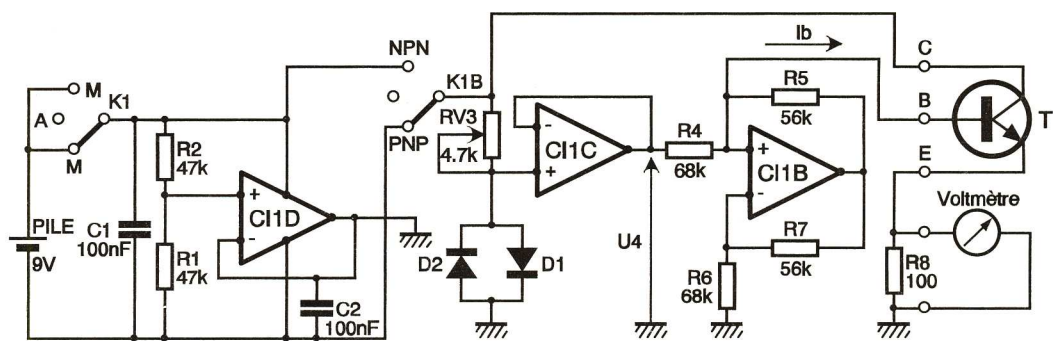 M
A
M
K1
PILE
9V
C1
100nF
R2
47k
R1
47k
+
-
CI1D
C2
100nF
NPN
PNP
K1B
RV3
4.7k
D2
D1
-
+
CI1C
U4
R4
68k
Ib
R5
56k
+
-
CI1B
R7
56k
R6
68k
C
B
E
T
Voltmètre
R8
100